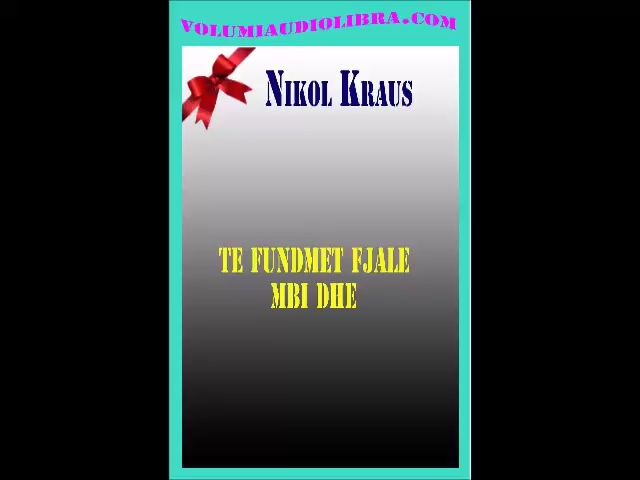 VOLUMIAUDIOLIBRA.COM
NIKOL KRAUS
TE FUNDMET FJALE
MBI DHE